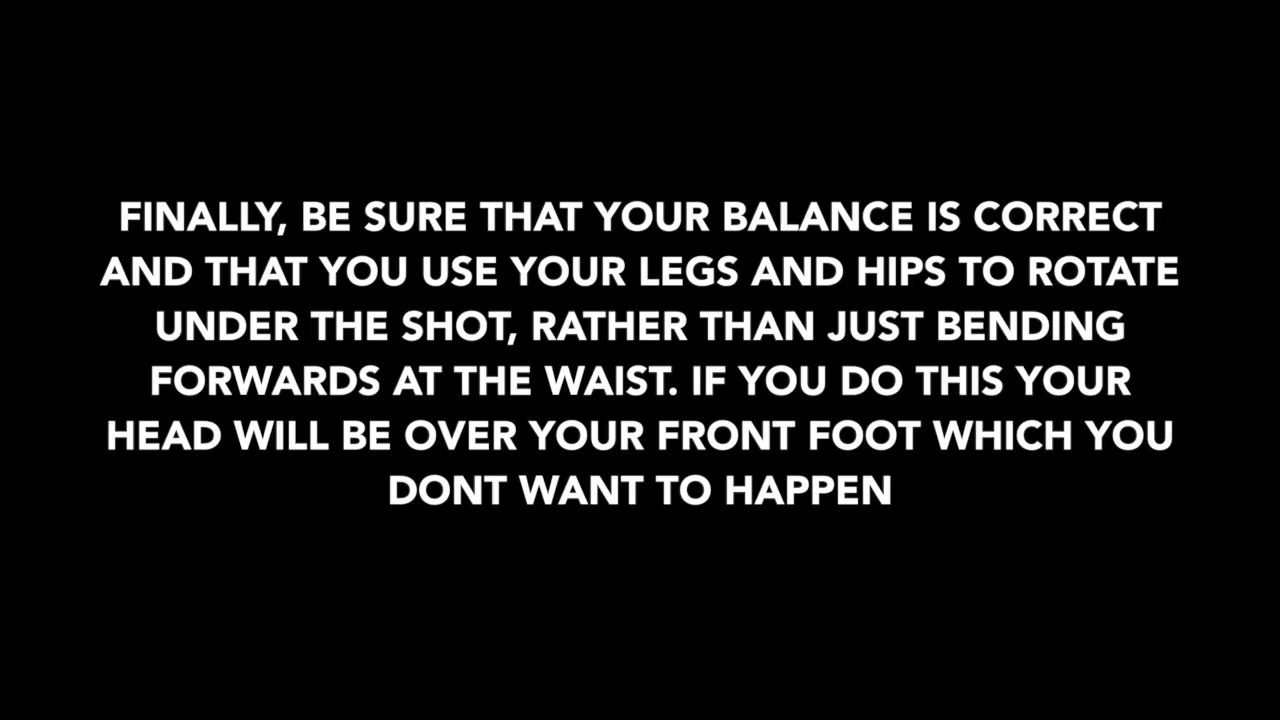 FINALLY, BE SURE THAT YOUR BALANCE IS CORRECT
AND THAT YOU USE YOUR LEGS AND HIPS TO ROTATE
UNDER THE SHOT, RATHER THAN JUST BENDING
FORWARDS AT THE WAIST. IF YOU DO THIS YOUR
HEAD WILL BE OVER YOUR FRONT FOOT WHICH YOU
DONT WANT TO HAPPEN